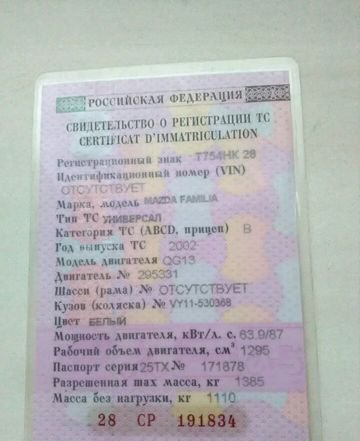 РОССИЙСКАЯ ФЕДЕРАЦИЯ
СВИДЕТЕЛЬСТВО О РЕГИСТРАЦИИ ТС
CERTIFICAT D'IMMATRICULATION
Регистрационный знак Т754НК 28
Идентификационный номер (VIN)
ОТСУТСТВУЕТ
Марка, модель MAZDA FAMILIA
Тип ТС УНИВЕРСАЛ
Категория ТС (ABCD, прицеп) B
Год выпуска ТС 2002
Модель двигателя QG13
Двигатель № 295331
Шасси (рама) № ОТСУТСТВУЕТ
Кузов (коляска) № VY11-530368
Цвет БЕЛЫЙ
Мощность двигателя, кВт/л. с. 63.9/87
Рабочий объем двигателя, см³ 1295
Паспорт серия 25ТХ № 171878
Разрешенная max масса, кг 1385
Масса без нагрузки, кг 1110
28 СР 191834